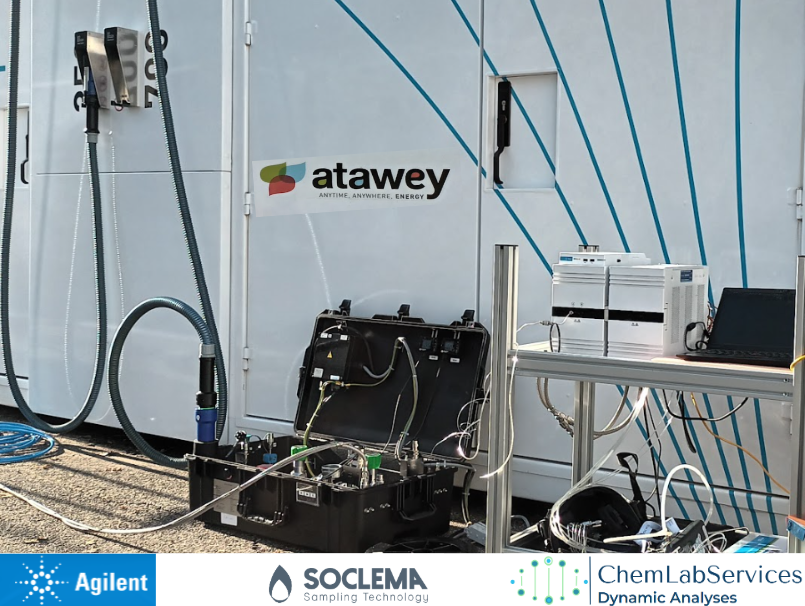 350
700
atawey
ANYTIME, ANYWHERE, ENERGY
Agilent
SOCLEMA
Sampling Technology
ChemLabServices
Dynamic Analyses